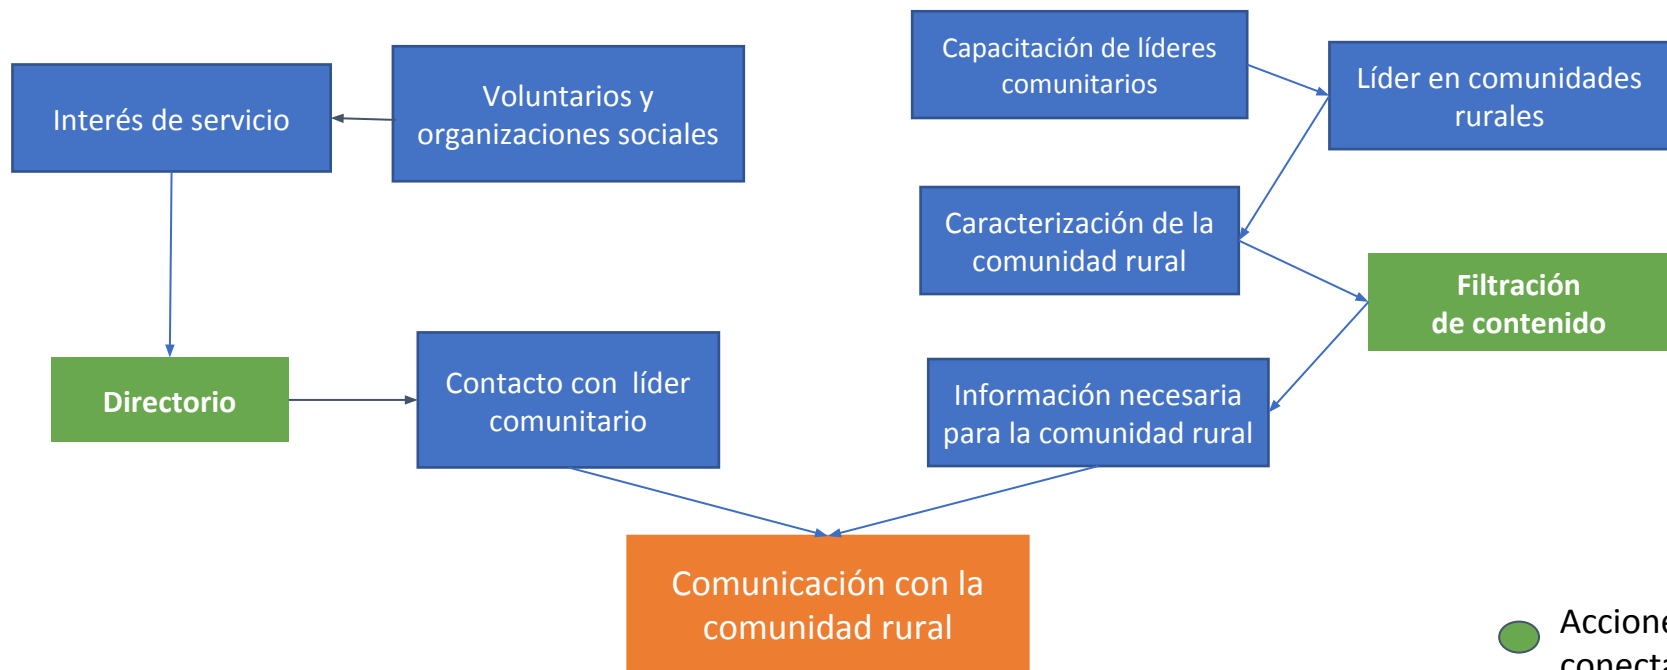 Capacitación de líderes
comunitarios
Líder en comunidades
rurales
Voluntarios y
organizaciones sociales
Interés de servicio
Caracterización de la
comunidad rural
Filtración
de contenido
Contacto con líder
comunitario
Directorio
Información necesaria
para la comunidad rural
Comunicación con la
comunidad rural